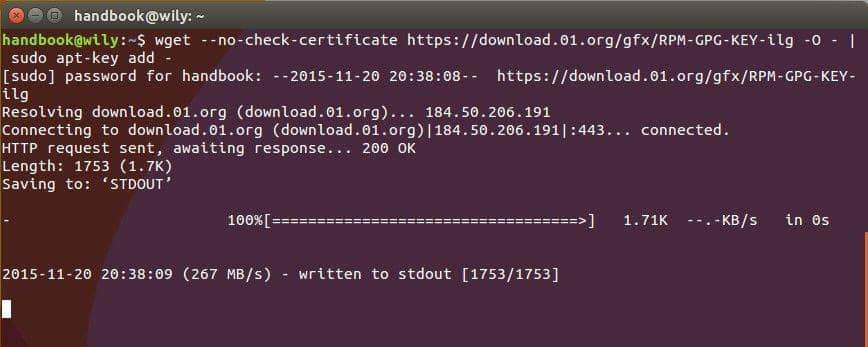 handbook@wily: ~
handbook@wily:~$ wget --no-check-certificate https://download.01.org/gfx/RPM-GPG-KEY-ilg -O - |
 sudo apt-key add -
[sudo] password for handbook: --2015-11-20 20:38:08--  https://download.01.org/gfx/RPM-GPG-KEY-
ilg
Resolving download.01.org (download.01.org)... 184.50.206.191
Connecting to download.01.org (download.01.org)|184.50.206.191|:443... connected.
HTTP request sent, awaiting response... 200 OK
Length: 1753 (1.7K)
Saving to: ‘STDOUT’
-                        100%[==================================>]   1.71K  --.-KB/s   in 0s
2015-11-20 20:38:09 (267 MB/s) - written to stdout [1753/1753]